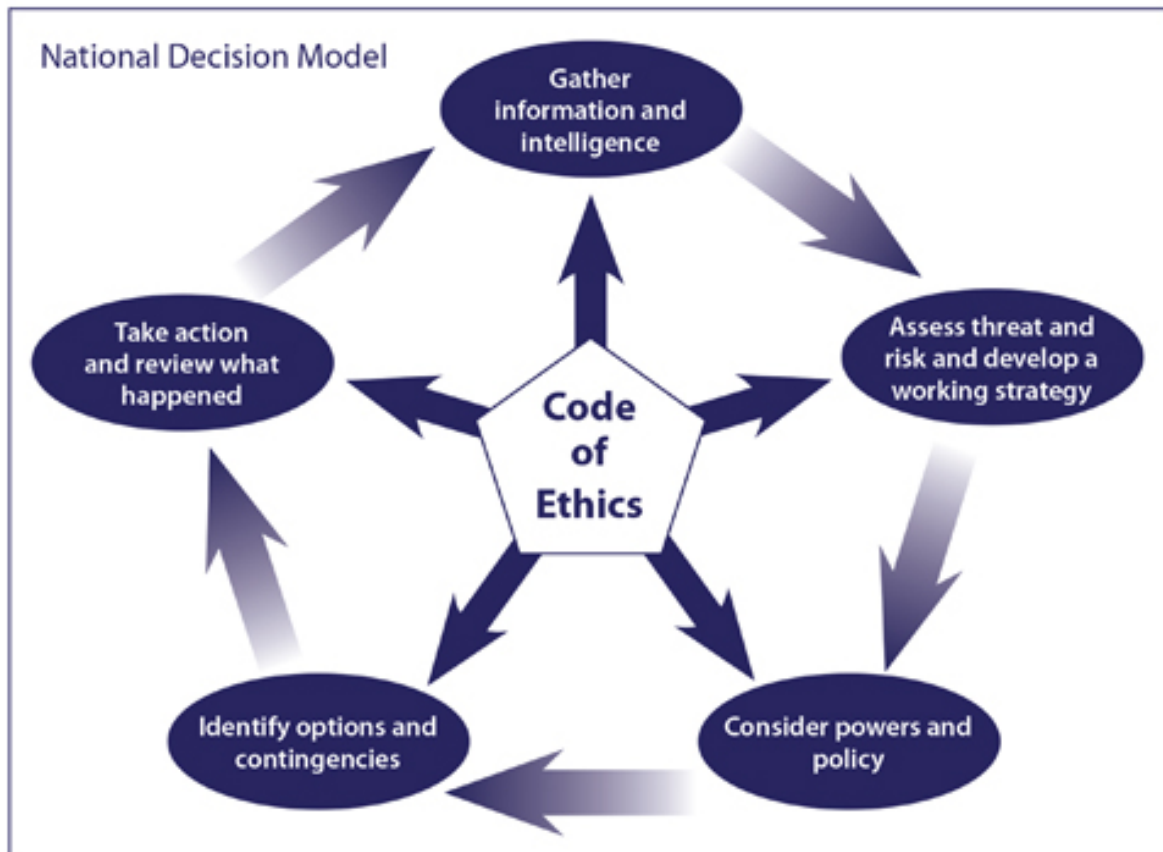 National Decision Model
Gather
information and
intelligence
Assess threat and
risk and develop a
working strategy
Consider powers and
policy
Identify options and
contingencies
Take action
and review what
happened
Code
of
Ethics